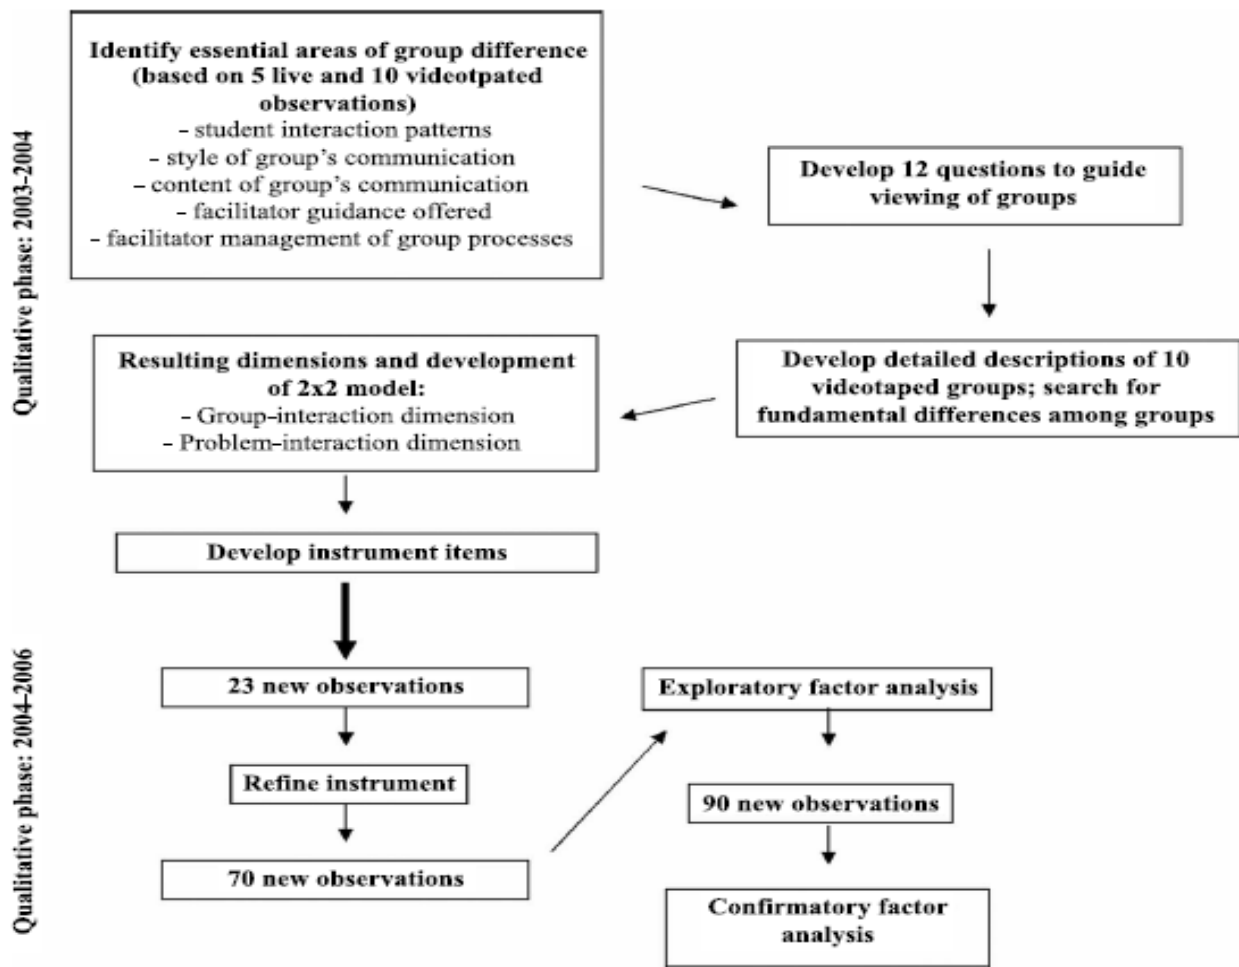 Qualitative phase: 2003-2004
Identify essential areas of group difference
(based on 5 live and 10 videotpated
observations)
– student interaction patterns
– style of group's communication
– content of group's communication
– facilitator guidance offered
– facilitator management of group processes
Develop 12 questions to guide
viewing of groups
Develop detailed descriptions of 10
videotaped groups; search for
fundamental differences among groups
Resulting dimensions and development
of 2x2 model:
– Group-interaction dimension
– Problem-interaction dimension
Develop instrument items
Qualitative phase: 2004-2006
23 new observations
Refine instrument
70 new observations
Exploratory factor analysis
90 new observations
Confirmatory factor
analysis